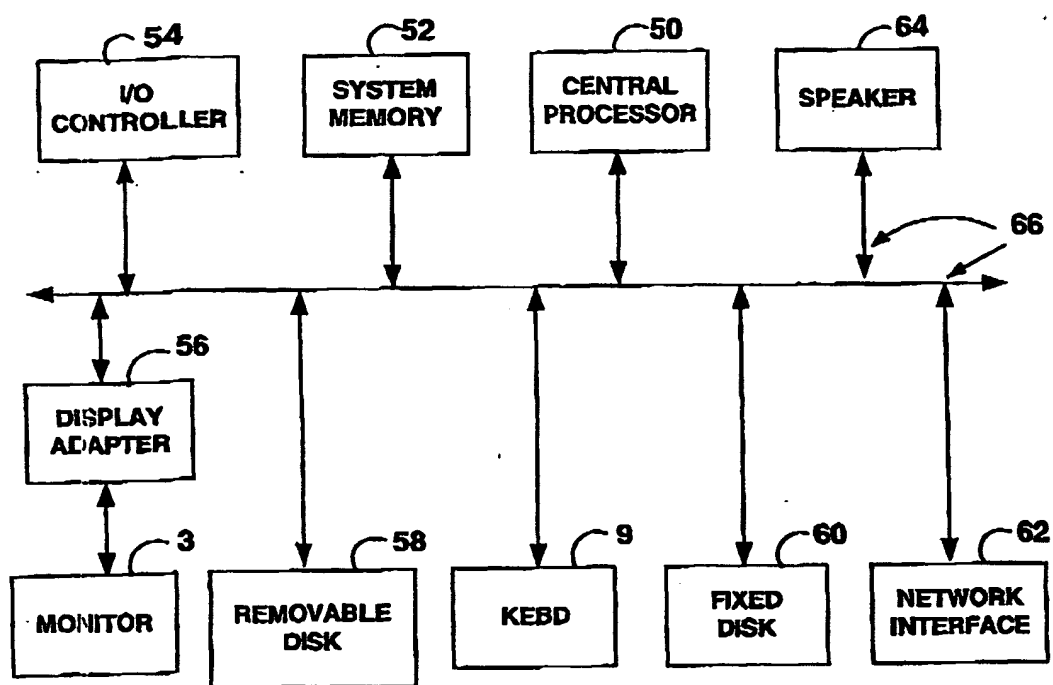 54
52
50
64
I/O
CONTROLLER
SYSTEM
MEMORY
CENTRAL
PROCESSOR
SPEAKER
66
56
DISPLAY
ADAPTER
3
58
9
60
62
MONITOR
REMOVABLE
DISK
KEBD
FIXED
DISK
NETWORK
INTERFACE